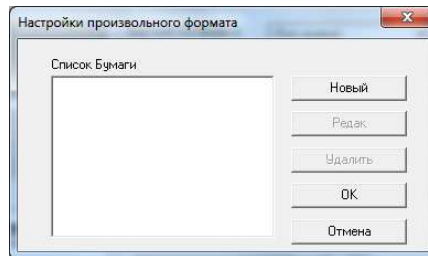 Настройки произвольного формата
Список Бумаги
Новый
Редак.
Удалить
OK
Отмена